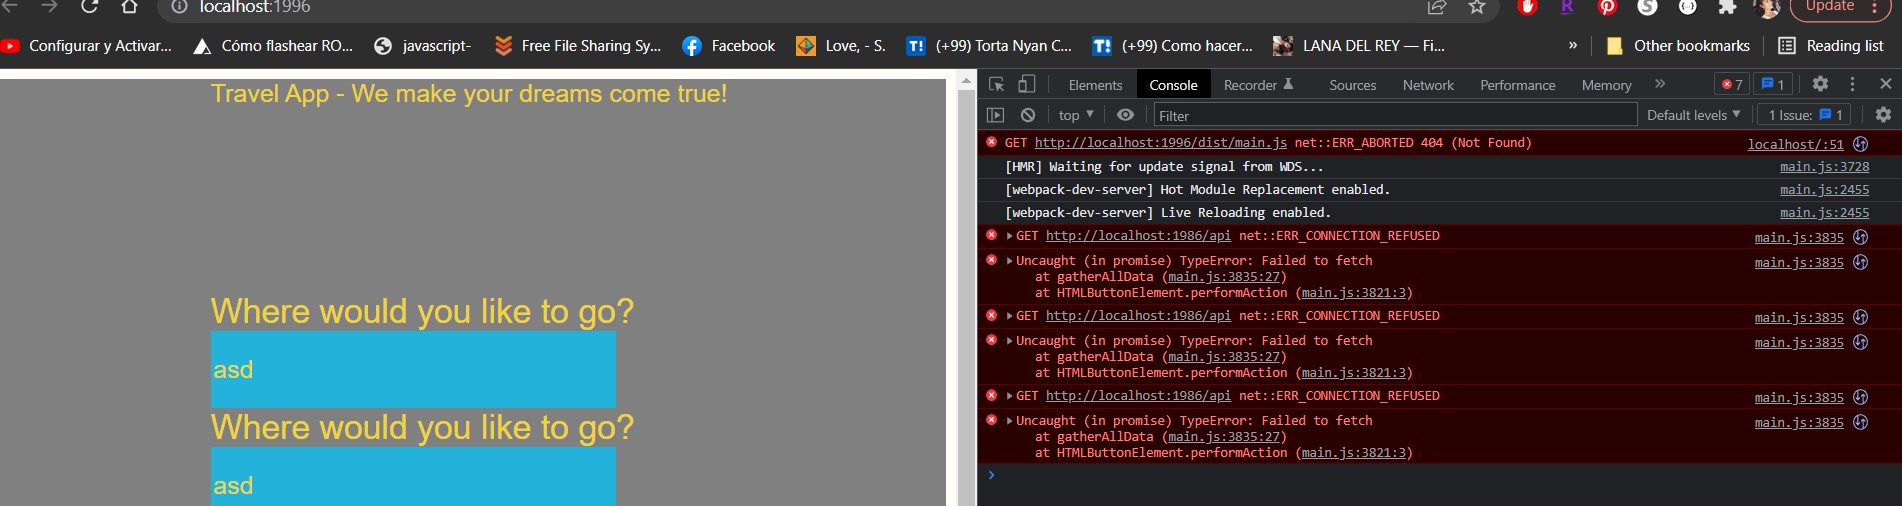 localhost:1996
Update
Configurar y Activar...
Cómo flashear RO...
javascript-
Free File Sharing Sy...
Facebook
Love, - S.
(+99) Torta Nyan C...
(+99) Como hacer...
LANA DEL REY — Fi...
»
Other bookmarks
Reading list
Travel App - We make your dreams come true!
Where would you like to go?
asd
Where would you like to go?
asd
Elements Console Recorder Sources Network Performance Memory » 7 1
top Filter Default levels 1 Issue: 1
GET http://localhost:1996/dist/main.js net::ERR_ABORTED 404 (Not Found) localhost/:51
[HMR] Waiting for update signal from WDS... main.js:3728
[webpack-dev-server] Hot Module Replacement enabled. main.js:2455
[webpack-dev-server] Live Reloading enabled. main.js:2455
GET http://localhost:1986/api net::ERR_CONNECTION_REFUSED main.js:3835
Uncaught (in promise) TypeError: Failed to fetch main.js:3835
at gatherAllData (main.js:3835:27)
at HTMLButtonElement.performAction (main.js:3821:3)
GET http://localhost:1986/api net::ERR_CONNECTION_REFUSED main.js:3835
Uncaught (in promise) TypeError: Failed to fetch main.js:3835
at gatherAllData (main.js:3835:27)
at HTMLButtonElement.performAction (main.js:3821:3)
GET http://localhost:1986/api net::ERR_CONNECTION_REFUSED main.js:3835
Uncaught (in promise) TypeError: Failed to fetch main.js:3835
at gatherAllData (main.js:3835:27)
at HTMLButtonElement.performAction (main.js:3821:3)